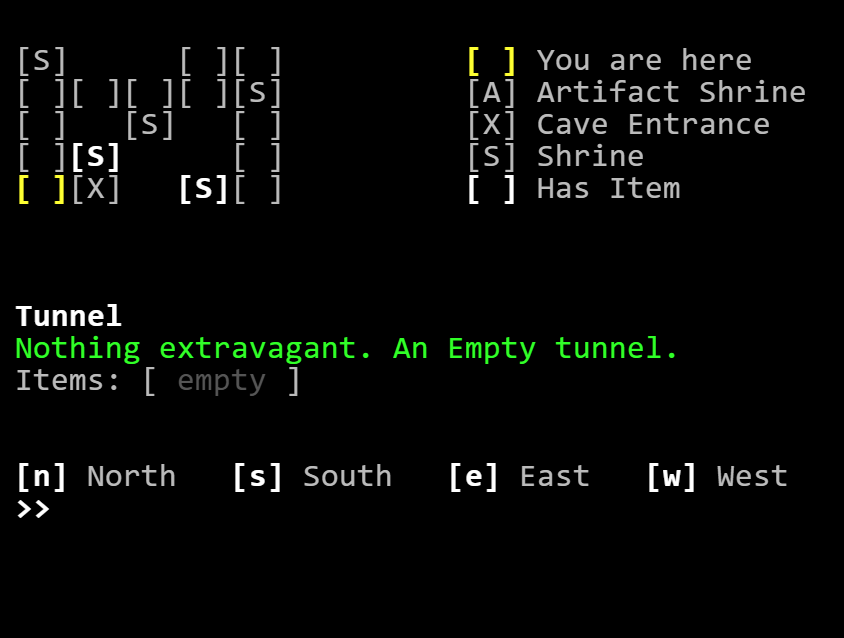 [S]      [ ][ ]          [ ] You are here
[ ][ ][ ][ ][S]          [A] Artifact Shrine
[ ]   [S]   [ ]          [X] Cave Entrance
[ ][S]      [ ]          [S] Shrine
[ ][X]   [S][ ]          [ ] Has Item
Tunnel
Nothing extravagant. An Empty tunnel.
Items: [ empty ]
[n] North   [s] South   [e] East   [w] West
>>